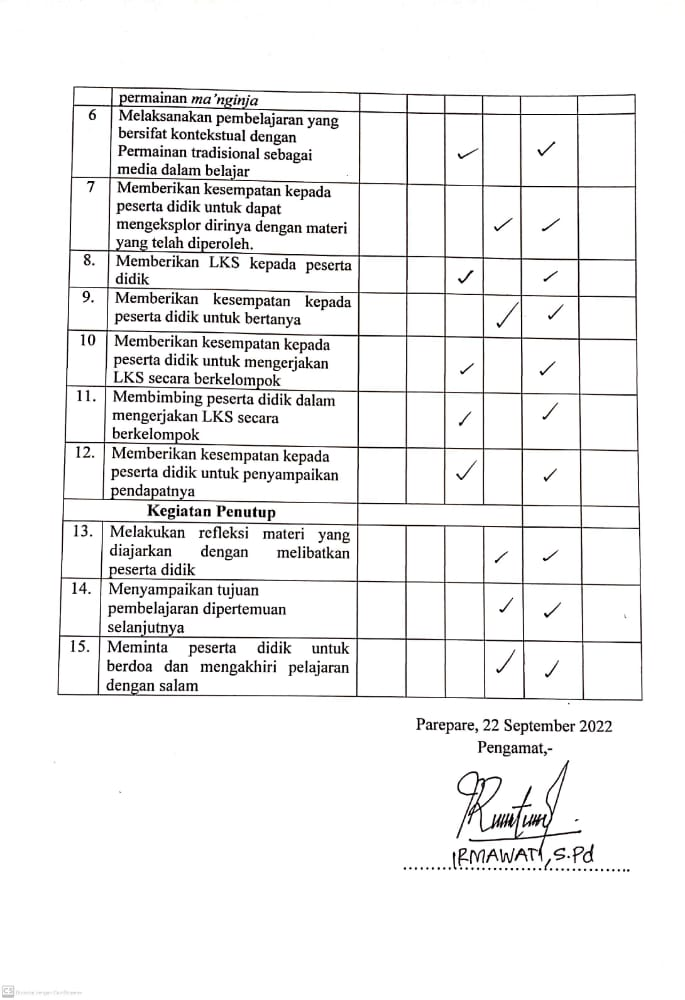 permainan ma'nginja
6 Melaksanakan pembelajaran yang ✓ ✓
bersifat kontekstual dengan
Permainan tradisional sebagai
media dalam belajar
7 Memberikan kesempatan kepada ✓ ✓
peserta didik untuk dapat
mengeksplor dirinya dengan materi
yang telah diperoleh.
8. Memberikan LKS kepada peserta ✓ ✓
didik
9. Memberikan kesempatan kepada ✓ ✓
peserta didik untuk bertanya
10 Memberikan kesempatan kepada ✓ ✓
peserta didik untuk mengerjakan
LKS secara berkelompok
11. Membimbing peserta didik dalam ✓ ✓
mengerjakan LKS secara
berkelompok
12. Memberikan kesempatan kepada ✓ ✓
peserta didik untuk penyampaikan
pendapatnya
Kegiatan Penutup
13. Melakukan refleksi materi yang ✓ ✓
diajarkan dengan melibatkan
peserta didik
14. Menyampaikan tujuan ✓ ✓
pembelajaran dipertemuan
selanjutnya
15. Meminta peserta didik untuk ✓ ✓
berdoa dan mengakhiri pelajaran
dengan salam
Parepare, 22 September 2022
Pengamat,-
IRMAWATI, S.Pd
CS Dipindai dengan CamScanner